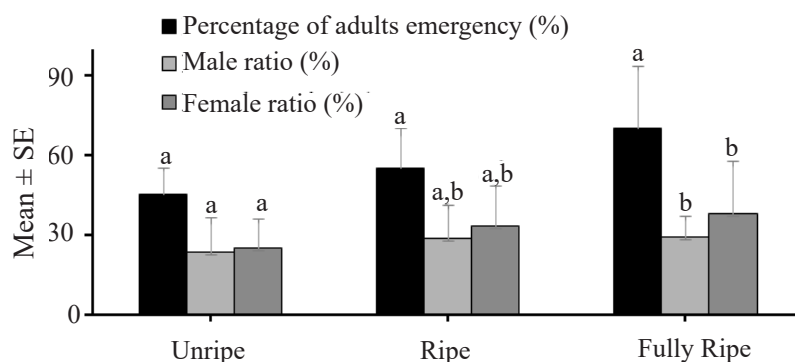 Percentage of adults emergency (%)
Male ratio (%)
Female ratio (%)
Mean ± SE
90
60
30
0
a
a
a
a
a,b
a,b
a
b
b
Unripe
Ripe
Fully Ripe